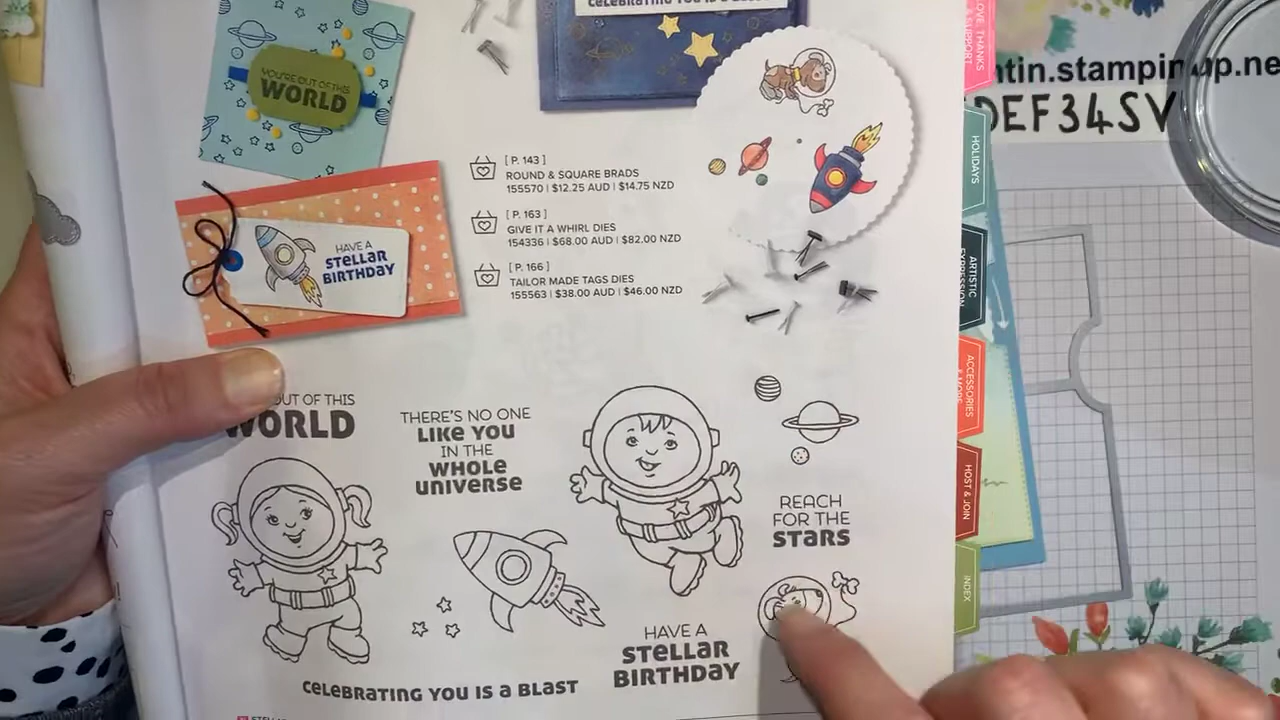 CELEBRATING YOU IS A BLAST
YOU'RE OUT OF THIS
WORLD
[ P. 143 ]
ROUND & SQUARE BRADS
155570 | $12.25 AUD | $14.75 NZD
[ P. 163 ]
GIVE IT A WHIRL DIES
154336 | $68.00 AUD | $82.00 NZD
[ P. 166 ]
TAILOR MADE TAGS DIES
155563 | $38.00 AUD | $46.00 NZD
HAVE A
STELLAR
BIRTHDAY
OUT OF THIS
WORLD
THERE'S NO ONE
LIKE YOU
IN THE
WHOLE
UNIVERSE
REACH
FOR THE
STARS
HAVE A
STELLAR
BIRTHDAY
CELEBRATING YOU IS A BLAST
LOVE, THANKS
& SUPPORT
HOLIDAYS
ARTISTIC
EXPRESSION
ACCESSORIES
& MORE
HOST & JOIN
INDEX
ntin.stampinup.ne
DEF34SV